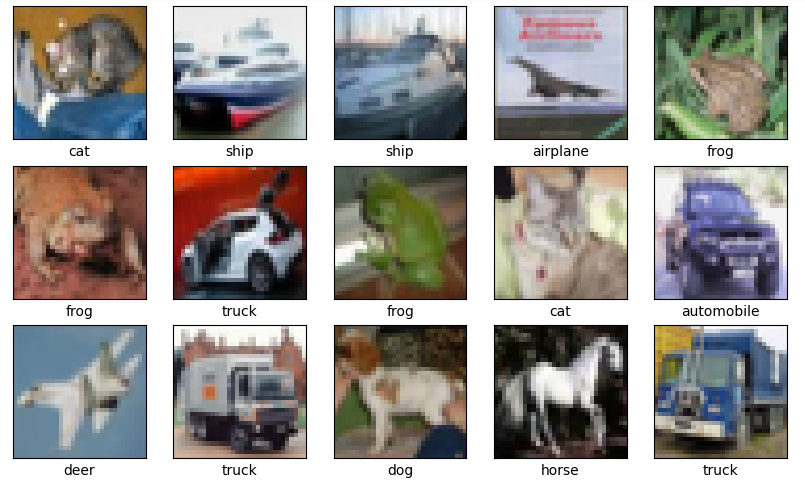 cat
ship
ship
airplane
frog
frog
truck
frog
cat
automobile
deer
truck
dog
horse
truck